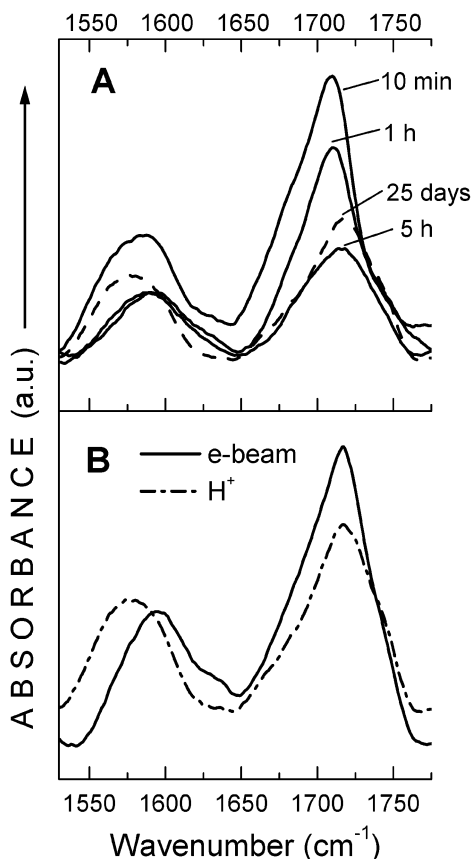 1550 1600 1650 1700 1750
A
10 min
1 h
25 days
5 h
B
e-beam
H⁺
ABSORBANCE (a.u.)
1550 1600 1650 1700 1750
Wavenumber (cm⁻¹)